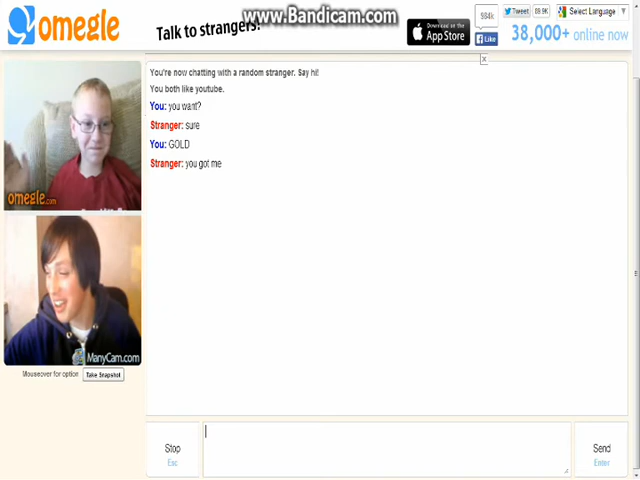 www.Bandicam.com
omegle
Talk to strangers!
Download on the
App Store
984k
Like
Tweet
89.9K
Select Language
38,000+ online now
x
You're now chatting with a random stranger. Say hi!
You both like youtube.
You: you want?
Stranger: sure
You: GOLD
Stranger: you got me
omegle.com
ManyCam.com
Mouseover for option
Take Snapshot
Stop
Esc
Send
Enter